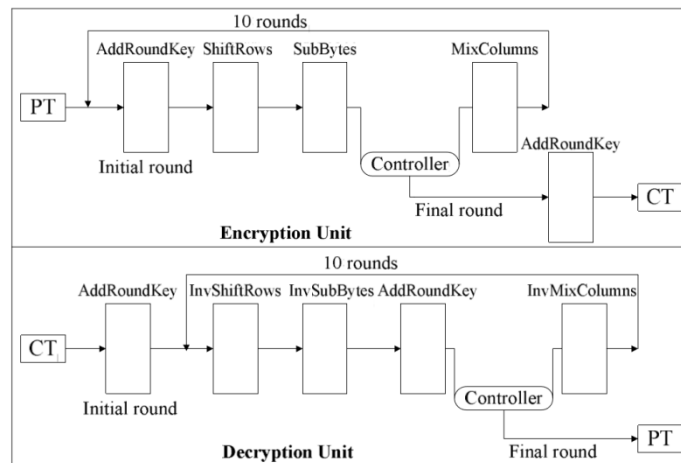 10 rounds
AddRoundKey ShiftRows SubBytes MixColumns
PT
Initial round
Controller
AddRoundKey
Final round
CT
Encryption Unit
10 rounds
AddRoundKey InvShiftRows InvSubBytes AddRoundKey InvMixColumns
CT
Initial round
Controller
Final round
PT
Decryption Unit